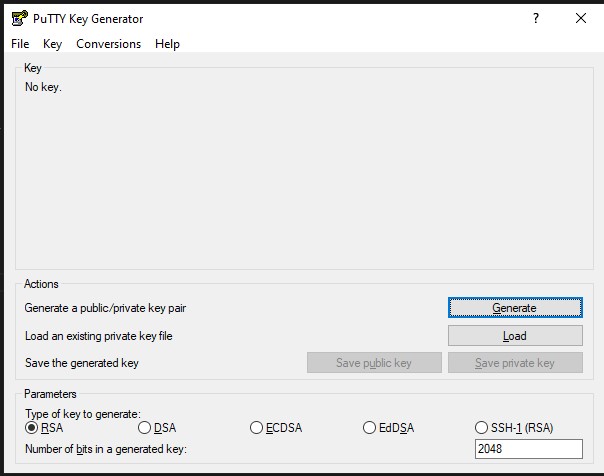 PuTTY Key Generator ?
File Key Conversions Help
Key
No key.
Actions
Generate a public/private key pair Generate
Load an existing private key file Load
Save the generated key Save public key Save private key
Parameters
Type of key to generate:
RSA DSA ECDSA EdDSA SSH-1 (RSA)
Number of bits in a generated key: 2048